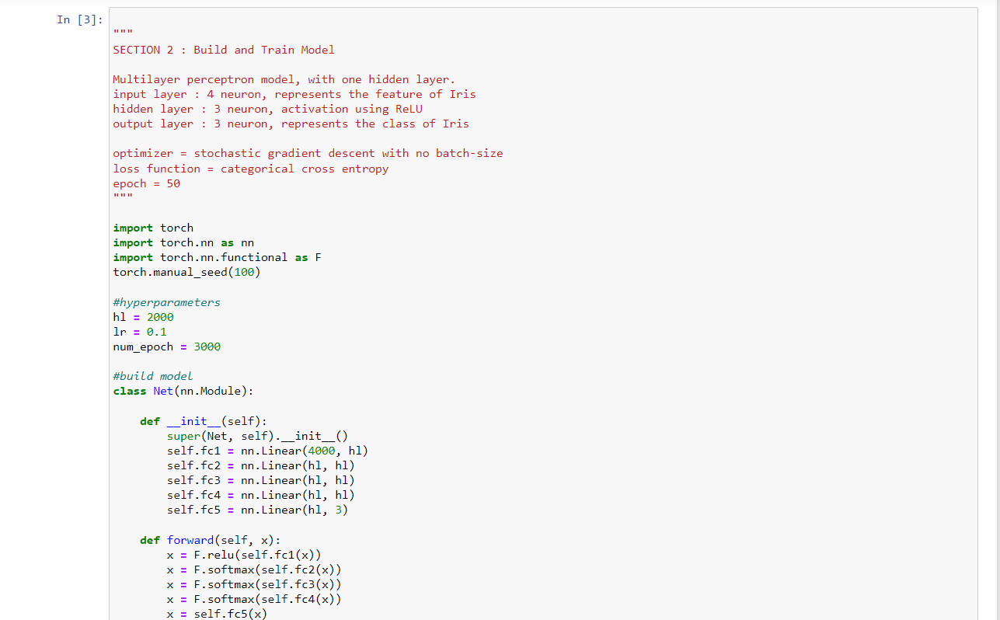 In [3]:
"""
SECTION 2 : Build and Train Model
Multilayer perceptron model, with one hidden layer.
input layer : 4 neuron, represents the feature of Iris
hidden layer : 3 neuron, activation using ReLU
output layer : 3 neuron, represents the class of Iris
optimizer = stochastic gradient descent with no batch-size
loss function = categorical cross entropy
epoch = 50
"""
import torch
import torch.nn as nn
import torch.nn.functional as F
torch.manual_seed(100)
#hyperparameters
hl = 2000
lr = 0.1
num_epoch = 3000
#build model
class Net(nn.Module):
    def __init__(self):
        super(Net, self).__init__()
        self.fc1 = nn.Linear(4000, hl)
        self.fc2 = nn.Linear(hl, hl)
        self.fc3 = nn.Linear(hl, hl)
        self.fc4 = nn.Linear(hl, hl)
        self.fc5 = nn.Linear(hl, 3)
    def forward(self, x):
        x = F.relu(self.fc1(x))
        x = F.softmax(self.fc2(x))
        x = F.softmax(self.fc3(x))
        x = F.softmax(self.fc4(x))
        x = self.fc5(x)